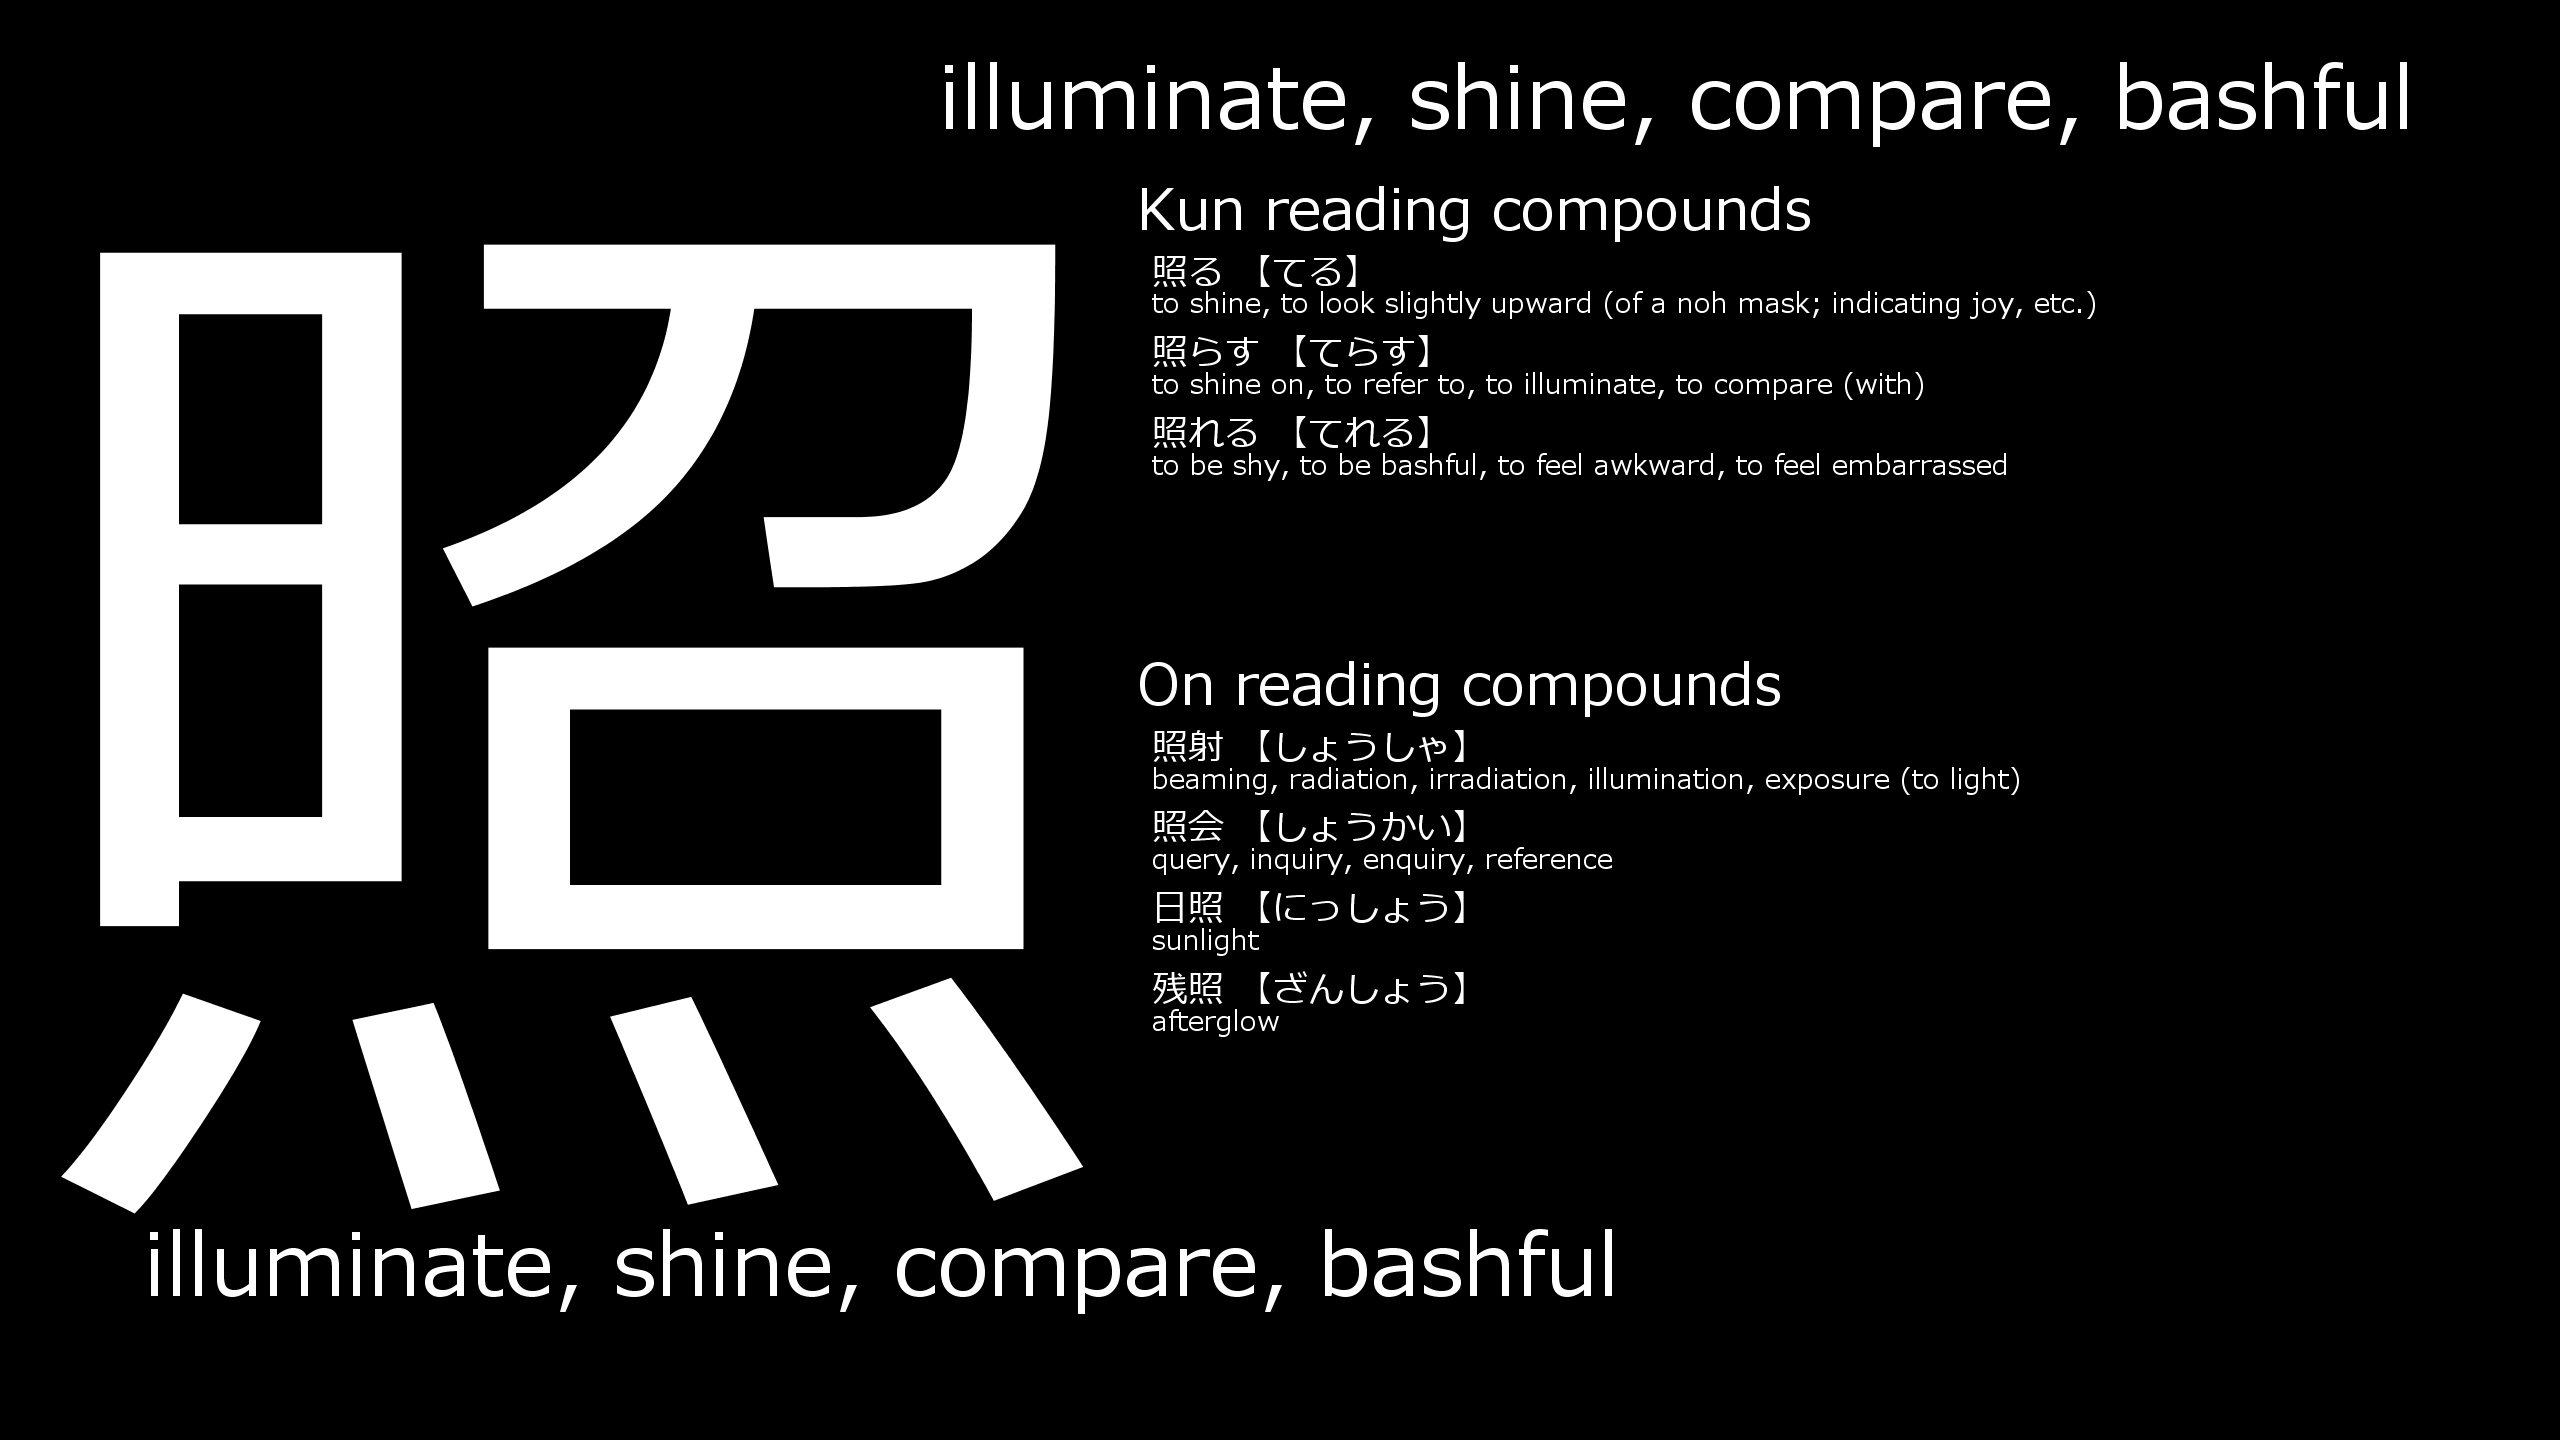 illuminate, shine, compare, bashful
照
Kun reading compounds
照る 【てる】
to shine, to look slightly upward (of a noh mask; indicating joy, etc.)
照らす 【てらす】
to shine on, to refer to, to illuminate, to compare (with)
照れる 【てれる】
to be shy, to be bashful, to feel awkward, to feel embarrassed
On reading compounds
照射 【しょうしゃ】
beaming, radiation, irradiation, illumination, exposure (to light)
照会 【しょうかい】
query, inquiry, enquiry, reference
日照 【にっしょう】
sunlight
残照 【ざんしょう】
afterglow
illuminate, shine, compare, bashful